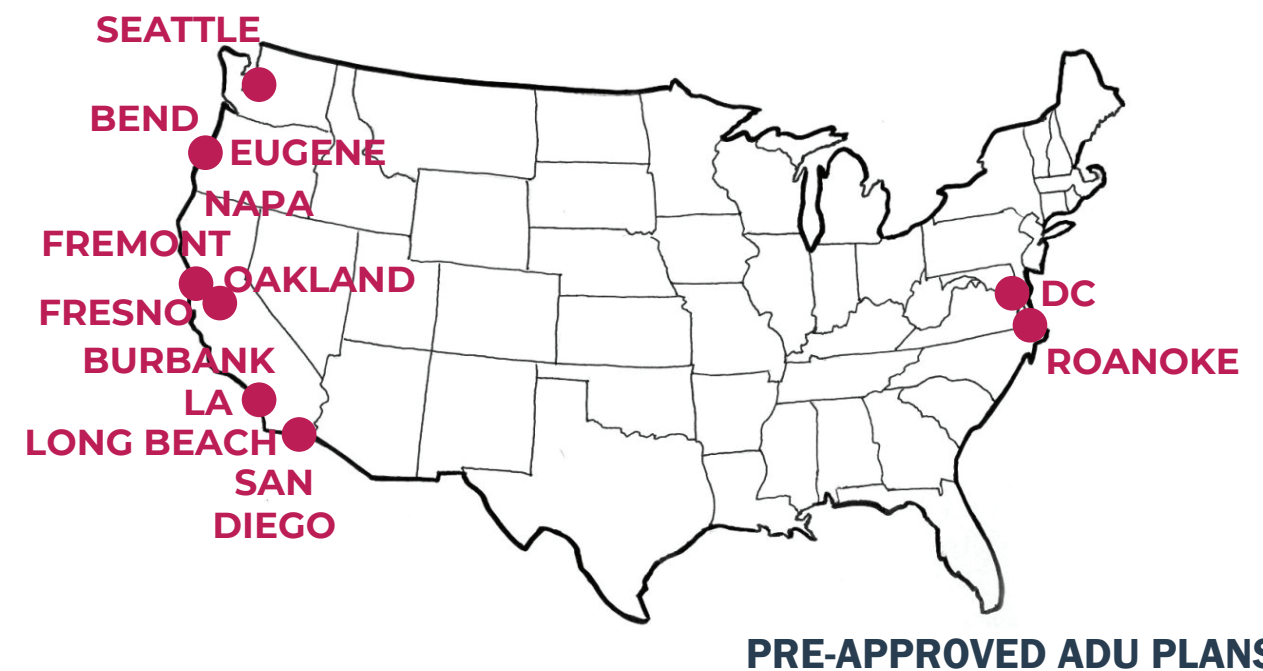 SEATTLE
BEND
EUGENE
NAPA
FREMONT
OAKLAND
FRESNO
BURBANK
LA
LONG BEACH
SAN
DIEGO
DC
ROANOKE
PRE-APPROVED ADU PLANS